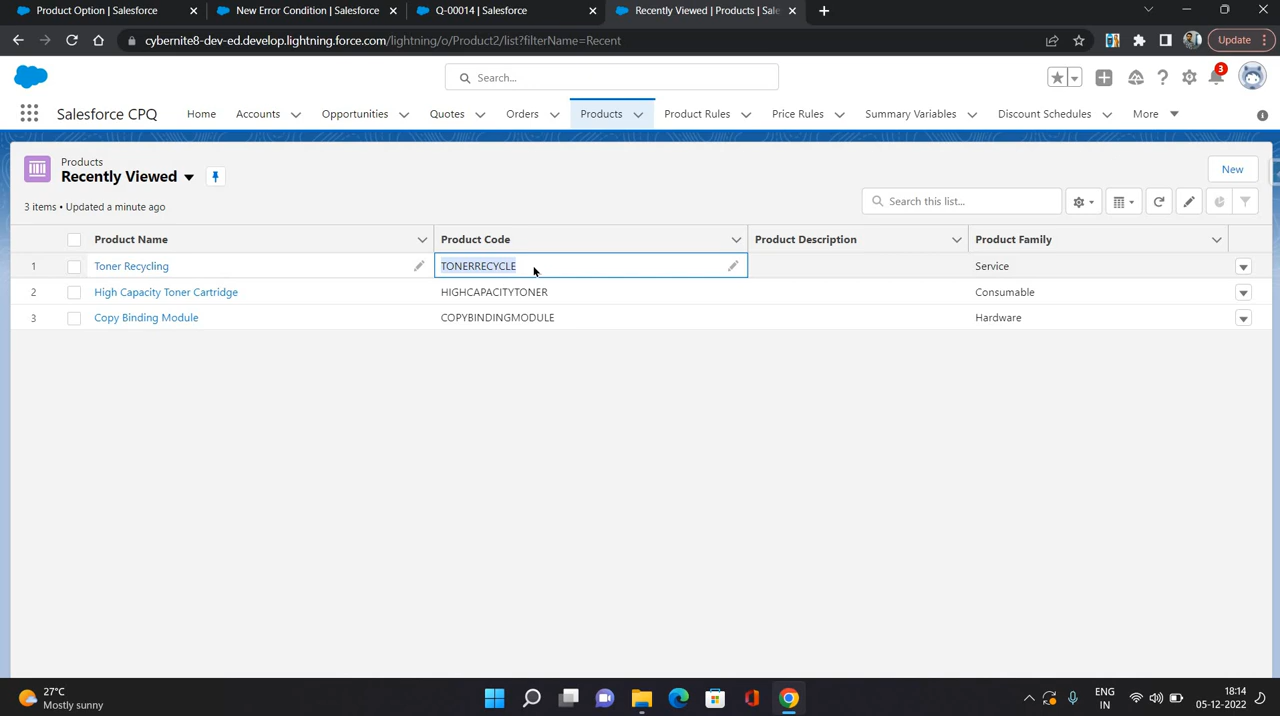 Product Option | Salesforce
New Error Condition | Salesforce
Q-00014 | Salesforce
Recently Viewed | Products | Sale
cybernite8-dev-ed.develop.lightning.force.com/lightning/o/Product2/list?filterName=Recent
Update
Search...
3
Salesforce CPQ
Home
Accounts
Opportunities
Quotes
Orders
Products
Product Rules
Price Rules
Summary Variables
Discount Schedules
More
Products
Recently Viewed
New
3 items • Updated a minute ago
Search this list...
Product Name
Product Code
Product Description
Product Family
1
Toner Recycling
TONERRECYCLE
Service
2
High Capacity Toner Cartridge
HIGHCAPACITYTONER
Consumable
3
Copy Binding Module
COPYBINDINGMODULE
Hardware
27°C
Mostly sunny
ENG
IN
18:14
05-12-2022